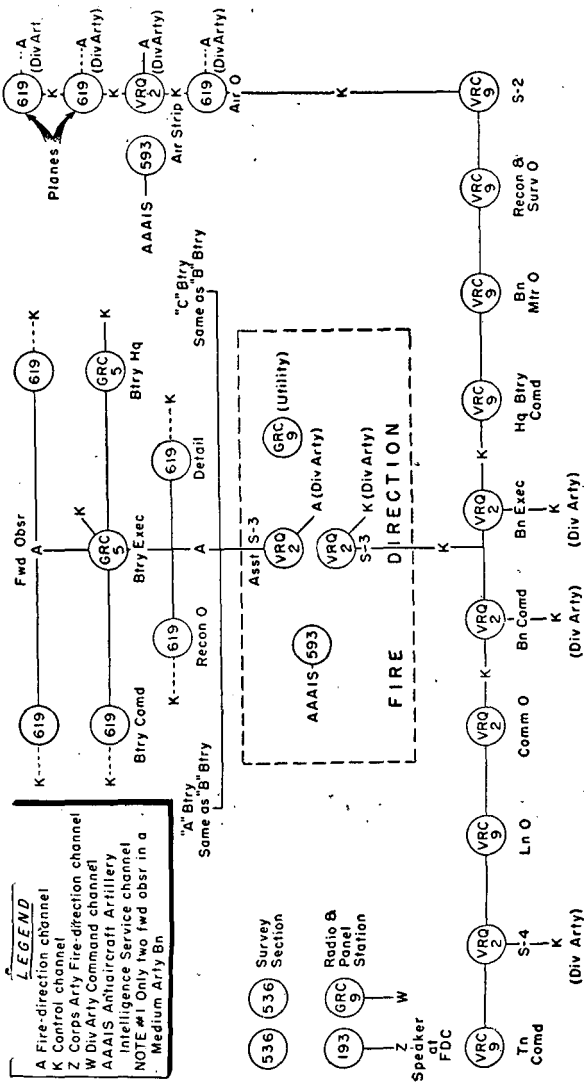 LEGEND
A Fire-direction channel
K Control channel
Z Corps Arty Fire-direction channel
W Div Arty Command channel
AAAIS Antiaircraft Artillery
Intelligence Service channel
NOTE #1 Only two fwd obsr in a
Medium Arty Bn
Fwd Obsr
K----619
A
619----K
K
K----619
GRC 5
GRC 5
K
Btry Comd
Btry Exec
Btry Hq
K----619
619----K
Recon O
A
Detail
"A" Btry
Same as "B" Btry
"C" Btry
Same as "B" Btry
Planes
619 ---A
(Div Art.
K
619 ---A
(DivArty)
K
VRQ 2 A
(DivArty)
Air Strip
K
619 ---A
(DivArty)
Air O
K
AAAIS 593
Asst S-3
VRQ 2
A (Div Arty)
GRC 9 (Utility)
AAAIS-593
VRQ 2
K (Div Arty)
S-3
FIRE DIRECTION
K
536 536
Survey
Section
193
GRC 9
Radio &
Panel
Station
Z
W
Speaker
at
FDC
VRC 9
VRQ 2
VRC 9
VRQ 2
K
VRQ 2
VRQ 2
K
VRC 9
VRC 9
VRC 9
VRC 9
Tn
Comd
S-4
K
(Div Arty)
Ln O
Comm O
Bn Comd
K
(Div Arty)
Bn Exec
K
(Div Arty)
Hq Btry
Comd
Bn
Mtr O
Recon &
Surv O
S-2